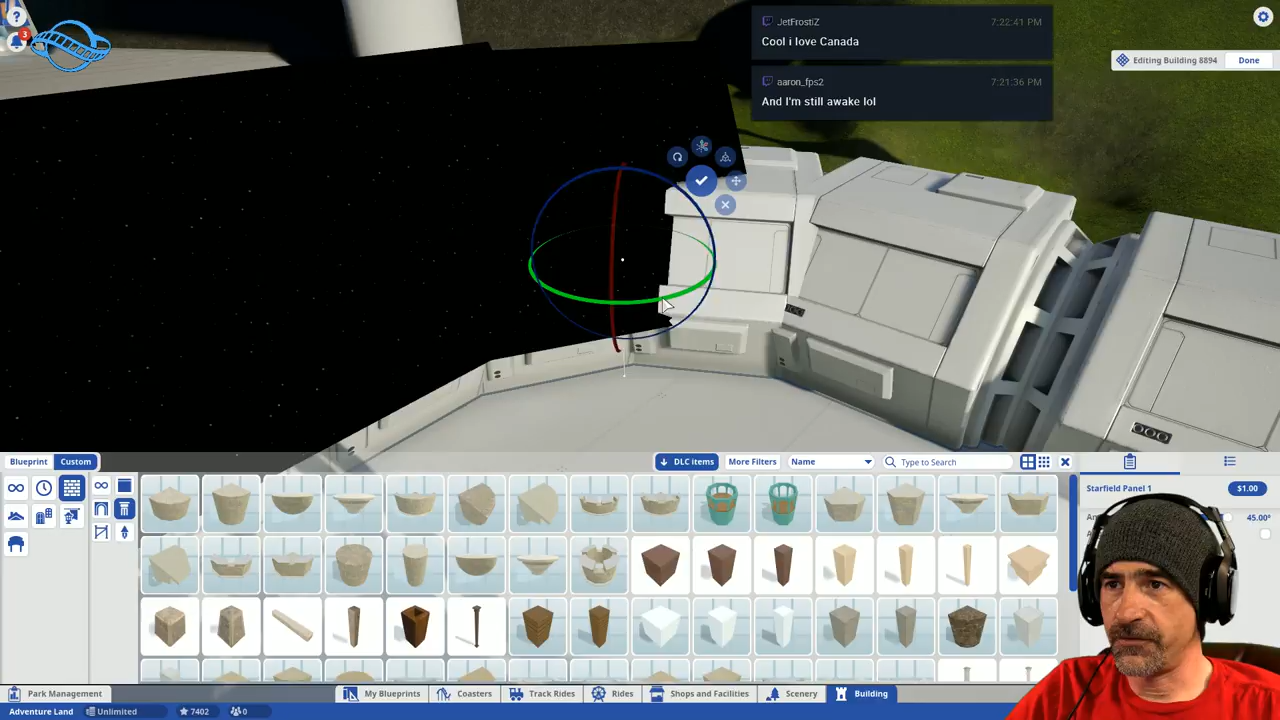 ?
3
JetFrostiZ 7:22:41 PM
Cool i love Canada
aaron_fps2 7:21:36 PM
And I'm still awake lol
Editing Building 8894 Done
Blueprint Custom DLC items More Filters Name Type to Search
Starfield Panel 1 $1.00
45.00°
Park Management My Blueprints Coasters Track Rides Rides Shops and Facilities Scenery Building
Adventure Land Unlimited 7402 0